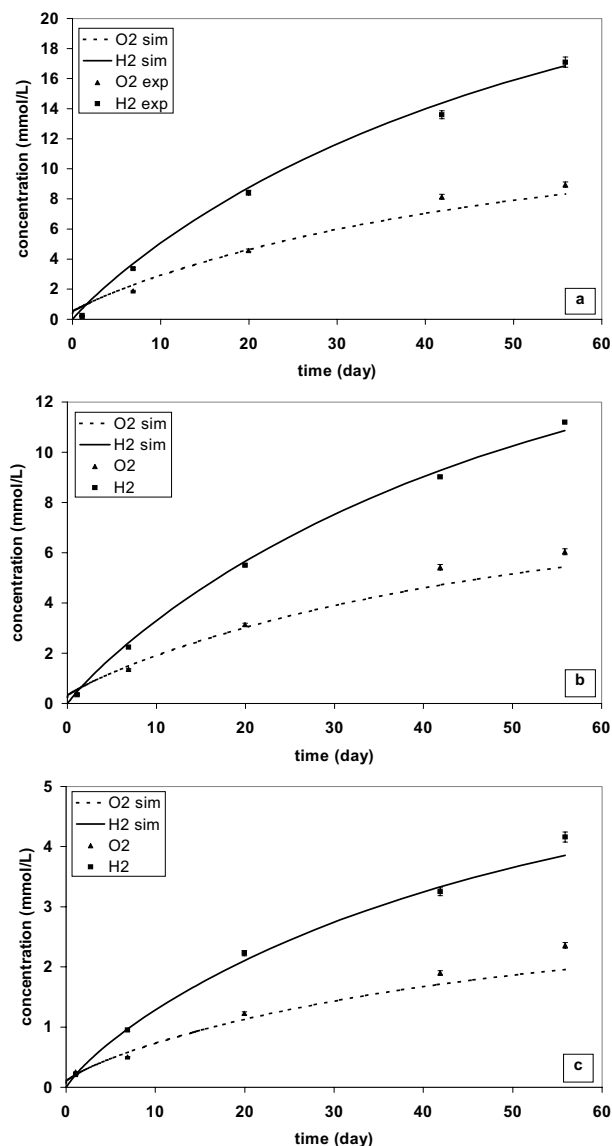 20
18
16
14
12
10
8
6
4
2
0
concentration (mmol/L)
O2 sim
H2 sim
O2 exp
H2 exp
a
0 10 20 30 40 50 60
time (day)
12
10
8
6
4
2
0
concentration (mmol/L)
O2 sim
H2 sim
O2
H2
b
0 10 20 30 40 50 60
time (day)
5
4
3
2
1
0
concentration (mmol/L)
O2 sim
H2 sim
O2
H2
c
0 10 20 30 40 50 60
time (day)